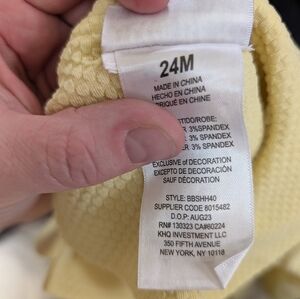 24M
MADE IN CHINA
HECHO EN CHINA
FABRIQUÉ EN CHINE
3%SPANDEX
3% SPANDEX
3% SPANDEX
EXCLUSIVE of DECORATION
EXCEPTO DE DECORACIÓN
SAUF DÉCORATION
STYLE: BBSHH40
SUPPLIER CODE: 8015482
D.O.P: AUG23
RN# 130323 CA#60224
KHQ INVESTMENT LLC
350 FIFTH AVENUE
NEW YORK, NY 10118